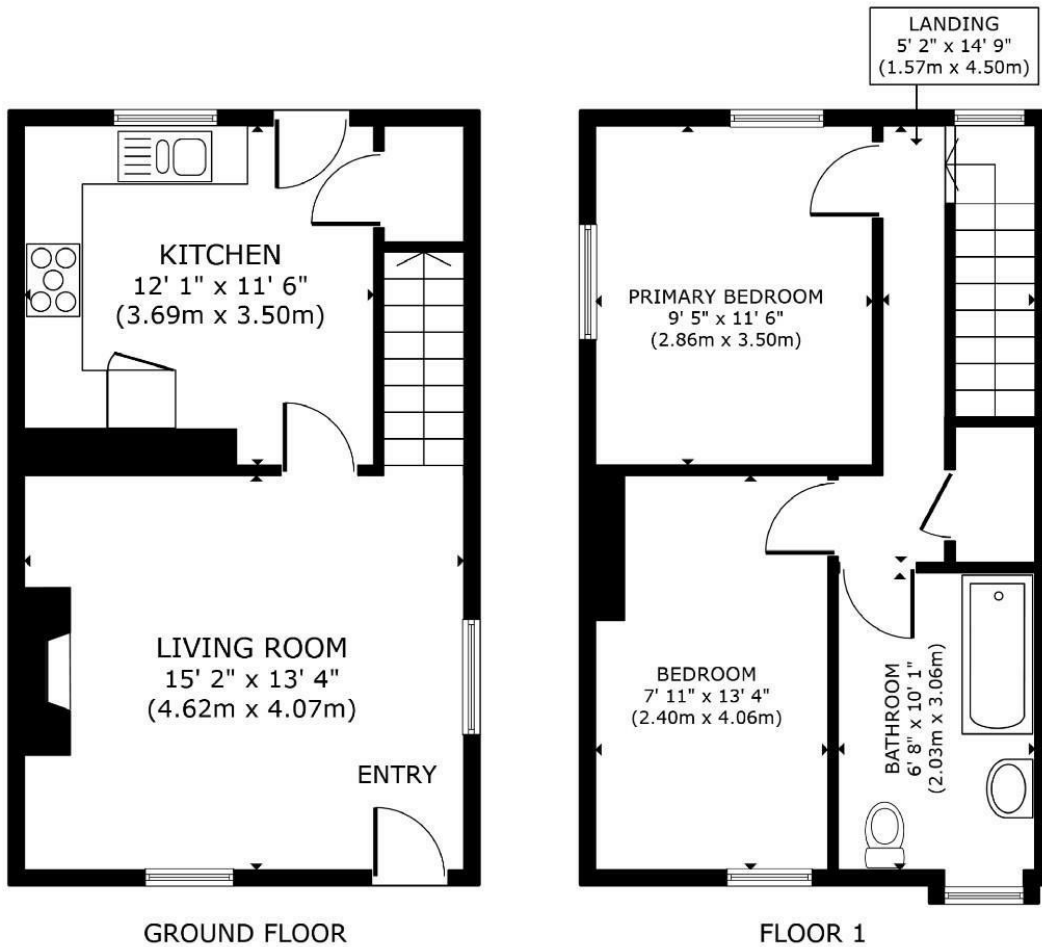 LANDING
5' 2" x 14' 9"
(1.57m x 4.50m)
KITCHEN
12' 1" x 11' 6"
(3.69m x 3.50m)
PRIMARY BEDROOM
9' 5" x 11' 6"
(2.86m x 3.50m)
LIVING ROOM
15' 2" x 13' 4"
(4.62m x 4.07m)
ENTRY
BEDROOM
7' 11" x 13' 4"
(2.40m x 4.06m)
BATHROOM
6' 8" x 10' 1"
(2.03m x 3.06m)
GROUND FLOOR
FLOOR 1